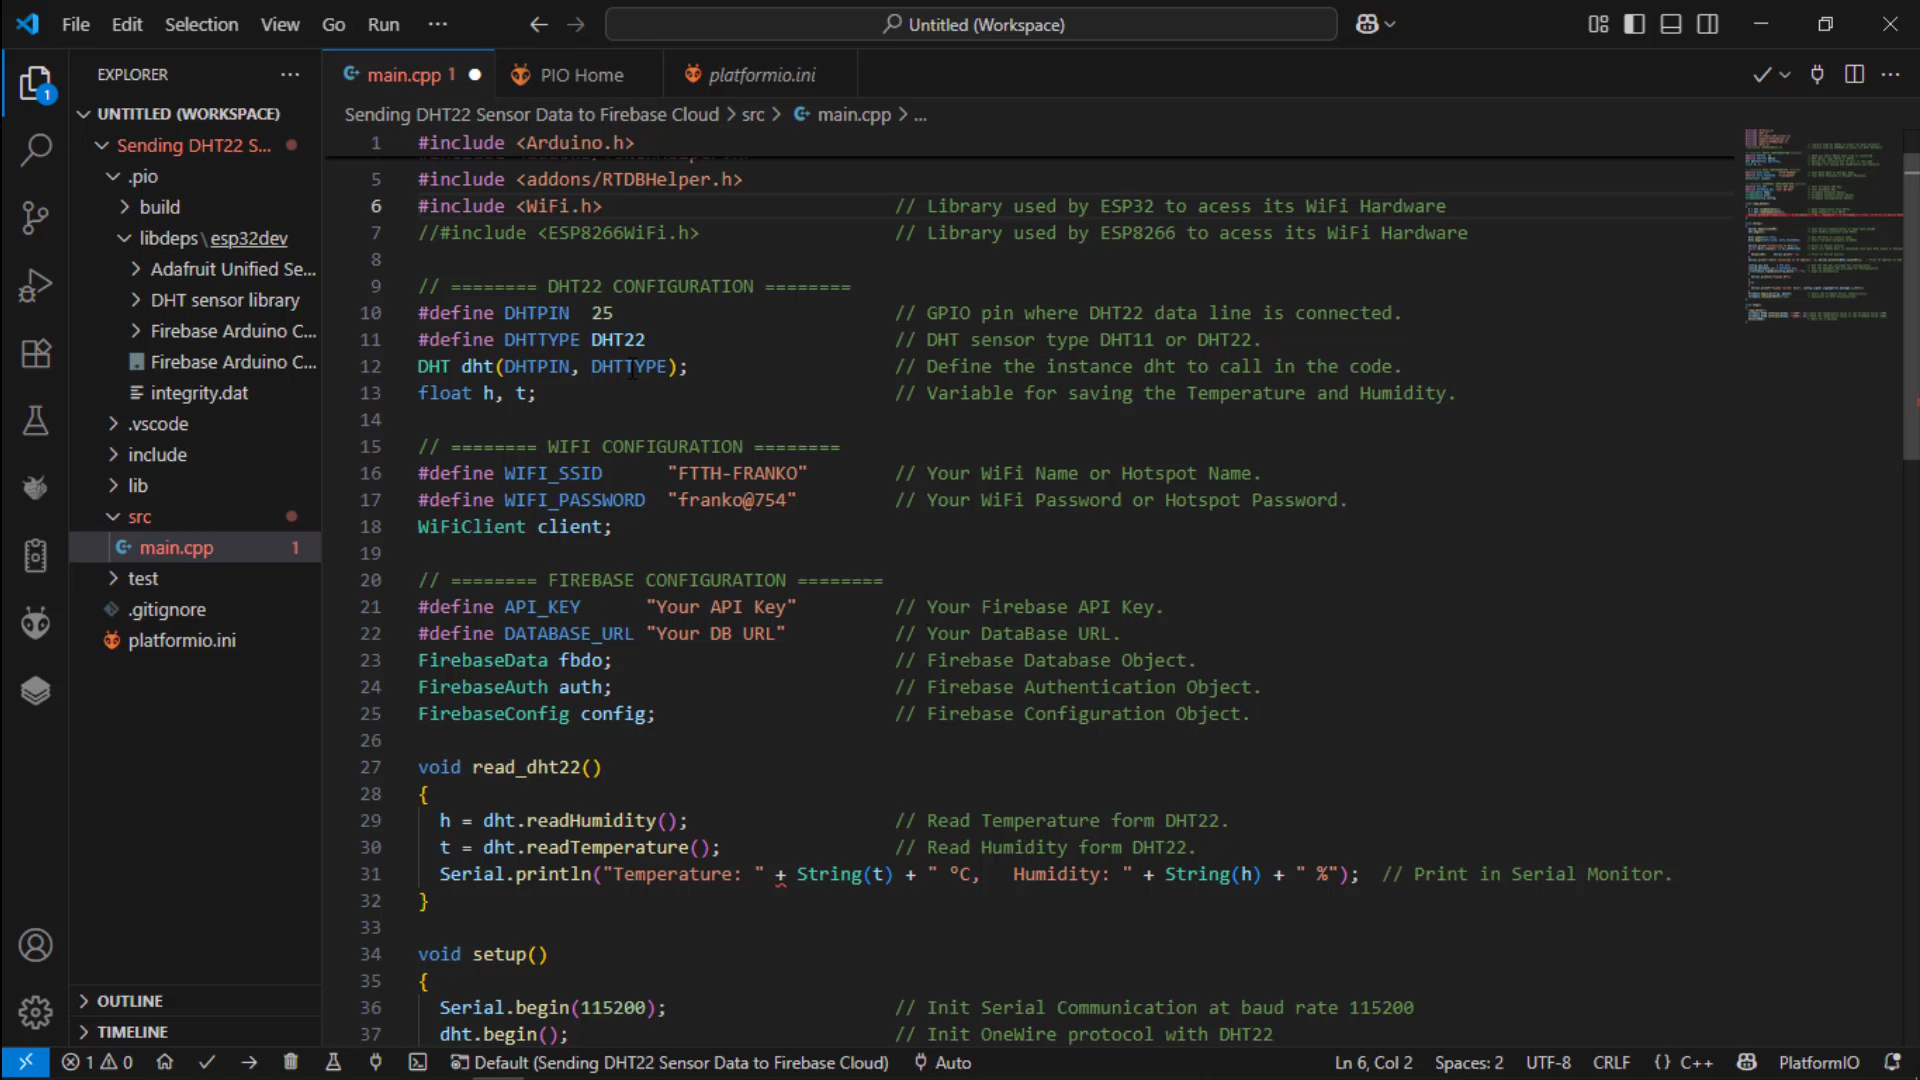 File Edit Selection View Go Run ... Untitled (Workspace)
EXPLORER ...
main.cpp 1 PIO Home platformio.ini
UNTITLED (WORKSPACE)
Sending DHT22 S...
.pio
build
libdeps\esp32dev
Adafruit Unified Se...
DHT sensor library
Firebase Arduino C...
Firebase Arduino C...
integrity.dat
.vscode
include
lib
src
main.cpp 1
test
.gitignore
platformio.ini
OUTLINE
TIMELINE
Sending DHT22 Sensor Data to Firebase Cloud > src > main.cpp > ...
1 #include <Arduino.h>
5 #include <addons/RTDBHelper.h>
6 #include <WiFi.h> // Library used by ESP32 to acess its WiFi Hardware
7 //#include <ESP8266WiFi.h> // Library used by ESP8266 to acess its WiFi Hardware
8
9 // ======== DHT22 CONFIGURATION ========
10 #define DHTPIN 25 // GPIO pin where DHT22 data line is connected.
11 #define DHTTYPE DHT22 // DHT sensor type DHT11 or DHT22.
12 DHT dht(DHTPIN, DHTTYPE); // Define the instance dht to call in the code.
13 float h, t; // Variable for saving the Temperature and Humidity.
14
15 // ======== WIFI CONFIGURATION ========
16 #define WIFI_SSID "FTTH-FRANKO" // Your WiFi Name or Hotspot Name.
17 #define WIFI_PASSWORD "franko@754" // Your WiFi Password or Hotspot Password.
18 WiFiClient client;
19
20 // ======== FIREBASE CONFIGURATION ========
21 #define API_KEY "Your API Key" // Your Firebase API Key.
22 #define DATABASE_URL "Your DB URL" // Your DataBase URL.
23 FirebaseData fbdo; // Firebase Database Object.
24 FirebaseAuth auth; // Firebase Authentication Object.
25 FirebaseConfig config; // Firebase Configuration Object.
26
27 void read_dht22()
28 {
29 h = dht.readHumidity(); // Read Temperature form DHT22.
30 t = dht.readTemperature(); // Read Humidity form DHT22.
31 Serial.println("Temperature: " + String(t) + " ºC, Humidity: " + String(h) + " %"); // Print in Serial Monitor.
32 }
33
34 void setup()
35 {
36 Serial.begin(115200); // Init Serial Communication at baud rate 115200
37 dht.begin(); // Init OneWire protocol with DHT22
1 0 Default (Sending DHT22 Sensor Data to Firebase Cloud) Auto Ln 6, Col 2 Spaces: 2 UTF-8 CRLF {} C++ PlatformIO